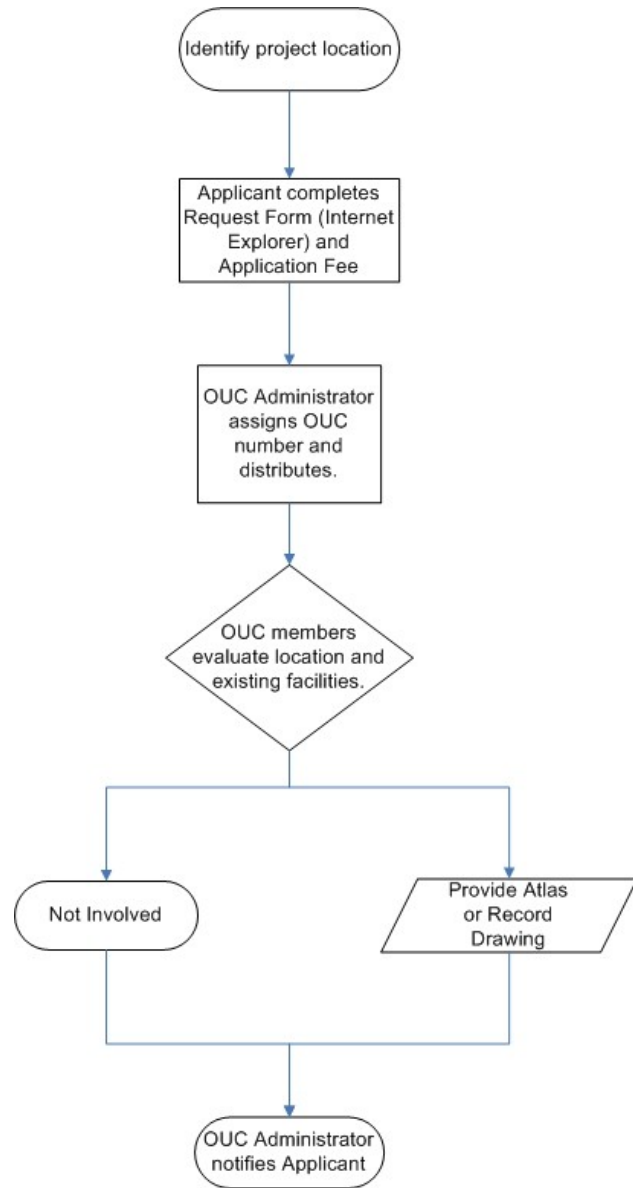 Identify project location
Applicant completes
Request Form (Internet
Explorer) and
Application Fee
OUC Administrator
assigns OUC
number and
distributes.
OUC members
evaluate location and
existing facilities.
Not Involved
Provide Atlas
or Record
Drawing
OUC Administrator
notifies Applicant